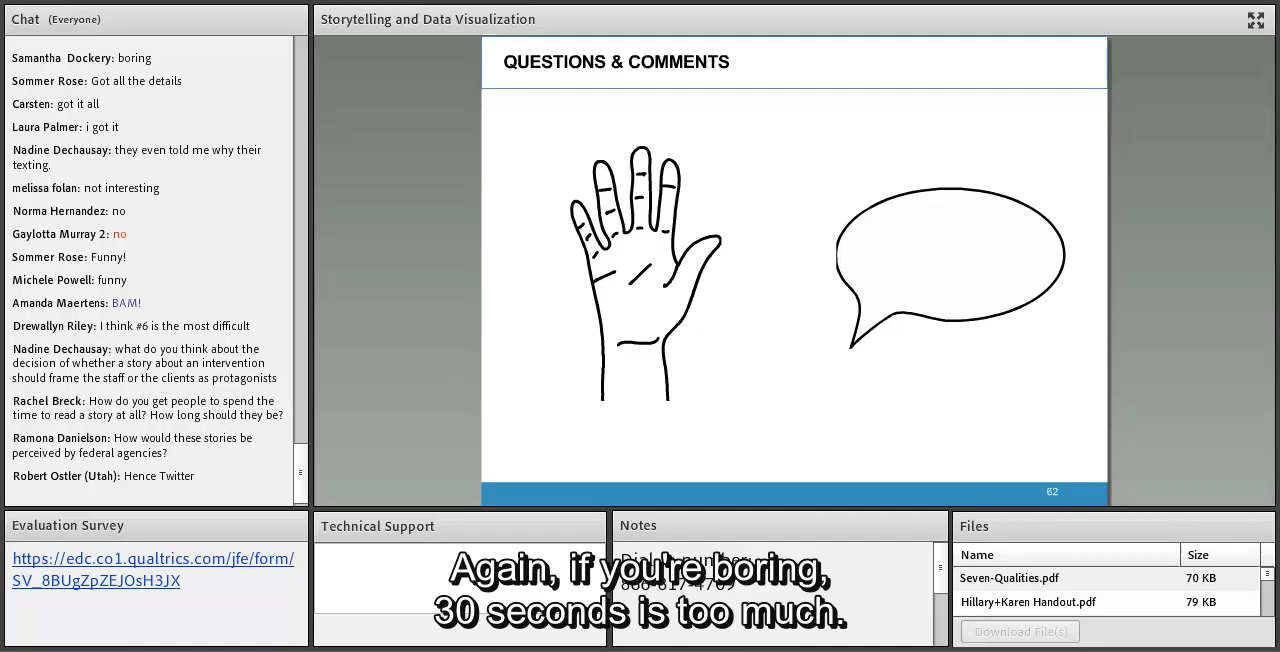 Chat (Everyone)
Samantha Dockery: boring
Sommer Rose: Got all the details
Carsten: got it all
Laura Palmer: i got it
Nadine Dechausay: they even told me why their
texting.
melissa folan: not interesting
Norma Hernandez: no
Gaylotta Murray 2: no
Sommer Rose: Funny!
Michele Powell: funny
Amanda Maertens: BAM!
Drewallyn Riley: I think #6 is the most difficult
Nadine Dechausay: what do you think about the
decision of whether a story about an intervention
should frame the staff or the clients as protagonists
Rachel Breck: How do you get people to spend the
time to read a story at all? How long should they be?
Ramona Danielson: How would these stories be
perceived by federal agencies?
Robert Ostler (Utah): Hence Twitter
Storytelling and Data Visualization
QUESTIONS & COMMENTS
62
Evaluation Survey
https://edc.co1.qualtrics.com/jfe/form/
SV_8BUgZpZEJOsH3JX
Technical Support
Notes
Again, if you're boring,
30 seconds is too much.
Files
Name Size
Seven-Qualities.pdf 70 KB
Hillary+Karen Handout.pdf 79 KB
Download File(s)